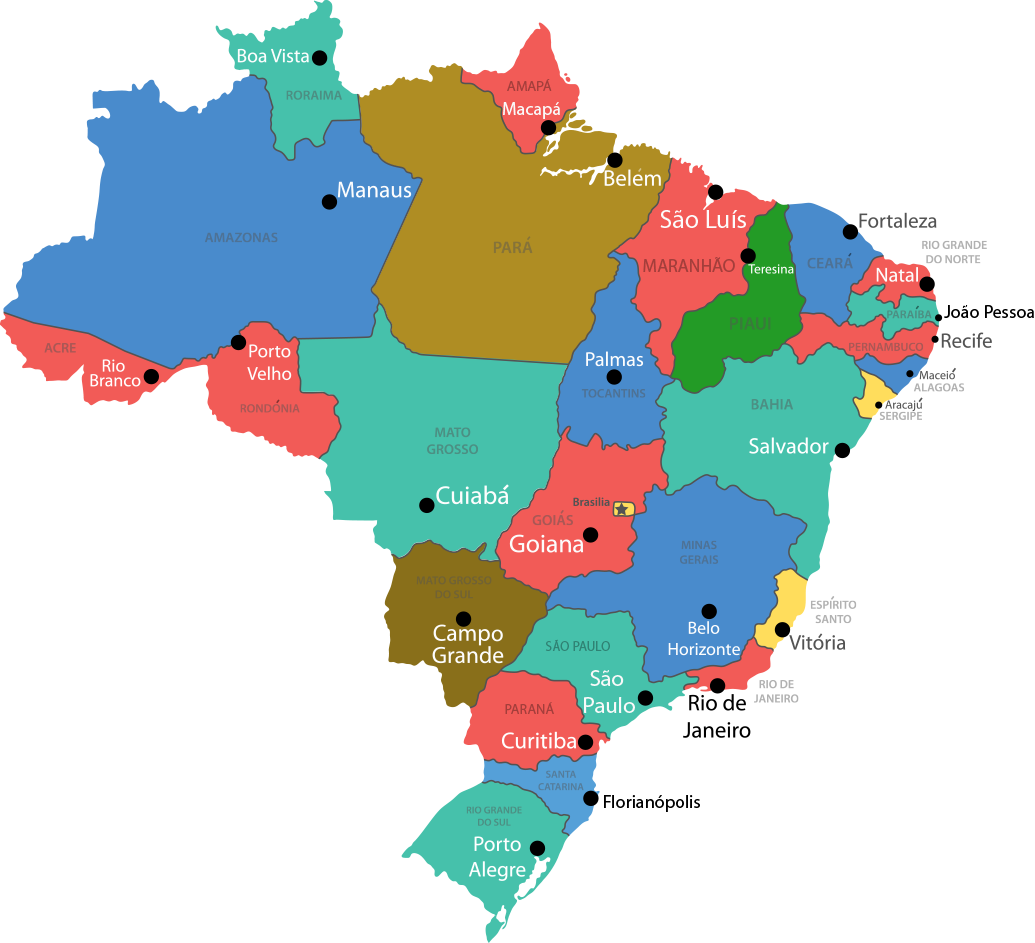 Boa Vista
RORAIMA
AMAPÁ
Macapá
Manaus
AMAZONAS
Belém
PARÁ
São Luís
MARANHÃO
Teresina
PIAUI
CEARÁ
Fortaleza
RIO GRANDE
DO NORTE
Natal
PARAÍBA
João Pessoa
PERNAMBUCO
Recife
Maceió
ALAGOAS
Aracajú
SERGIPE
ACRE
Rio
Branco
Porto
Velho
RONDÔNIA
Palmas
TOCANTINS
BAHIA
Salvador
MATO
GROSSO
Cuiabá
Brasilia
GOIÁS
Goiana
MINAS
GERAIS
Belo
Horizonte
ESPÍRITO
SANTO
Vitória
MATO GROSSO
DO SUL
Campo
Grande
SÃO PAULO
São
Paulo
RIO DE
JANEIRO
Rio de
Janeiro
PARANÁ
Curitiba
SANTA
CATARINA
Florianópolis
RIO GRANDE
DO SUL
Porto
Alegre